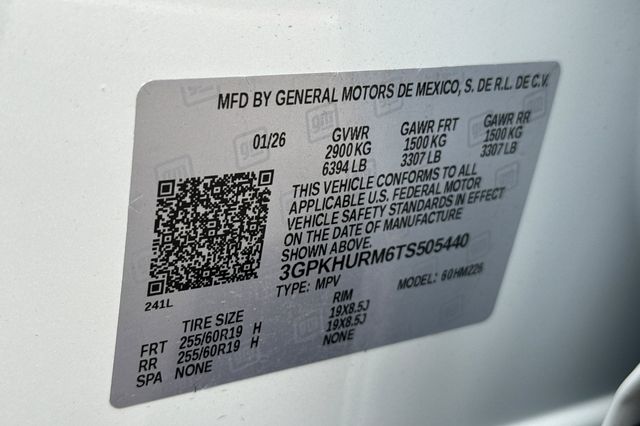 MFD BY GENERAL MOTORS DE MEXICO, S. DE R.L. DE C.V.
01/26 GVWR GAWR FRT GAWR RR
2900 KG 1500 KG 1500 KG
6394 LB 3307 LB 3307 LB
THIS VEHICLE CONFORMS TO ALL
APPLICABLE U.S. FEDERAL MOTOR
VEHICLE SAFETY STANDARDS IN EFFECT
ON THE DATE OF MANUFACTURE
SHOWN ABOVE.
3GPKHURM6TS505440
TYPE: MPV MODEL: 60HM226
241L
TIRE SIZE RIM
FRT 255/60R19 H 19X8.5J
RR 255/60R19 H 19X8.5J
SPA NONE NONE